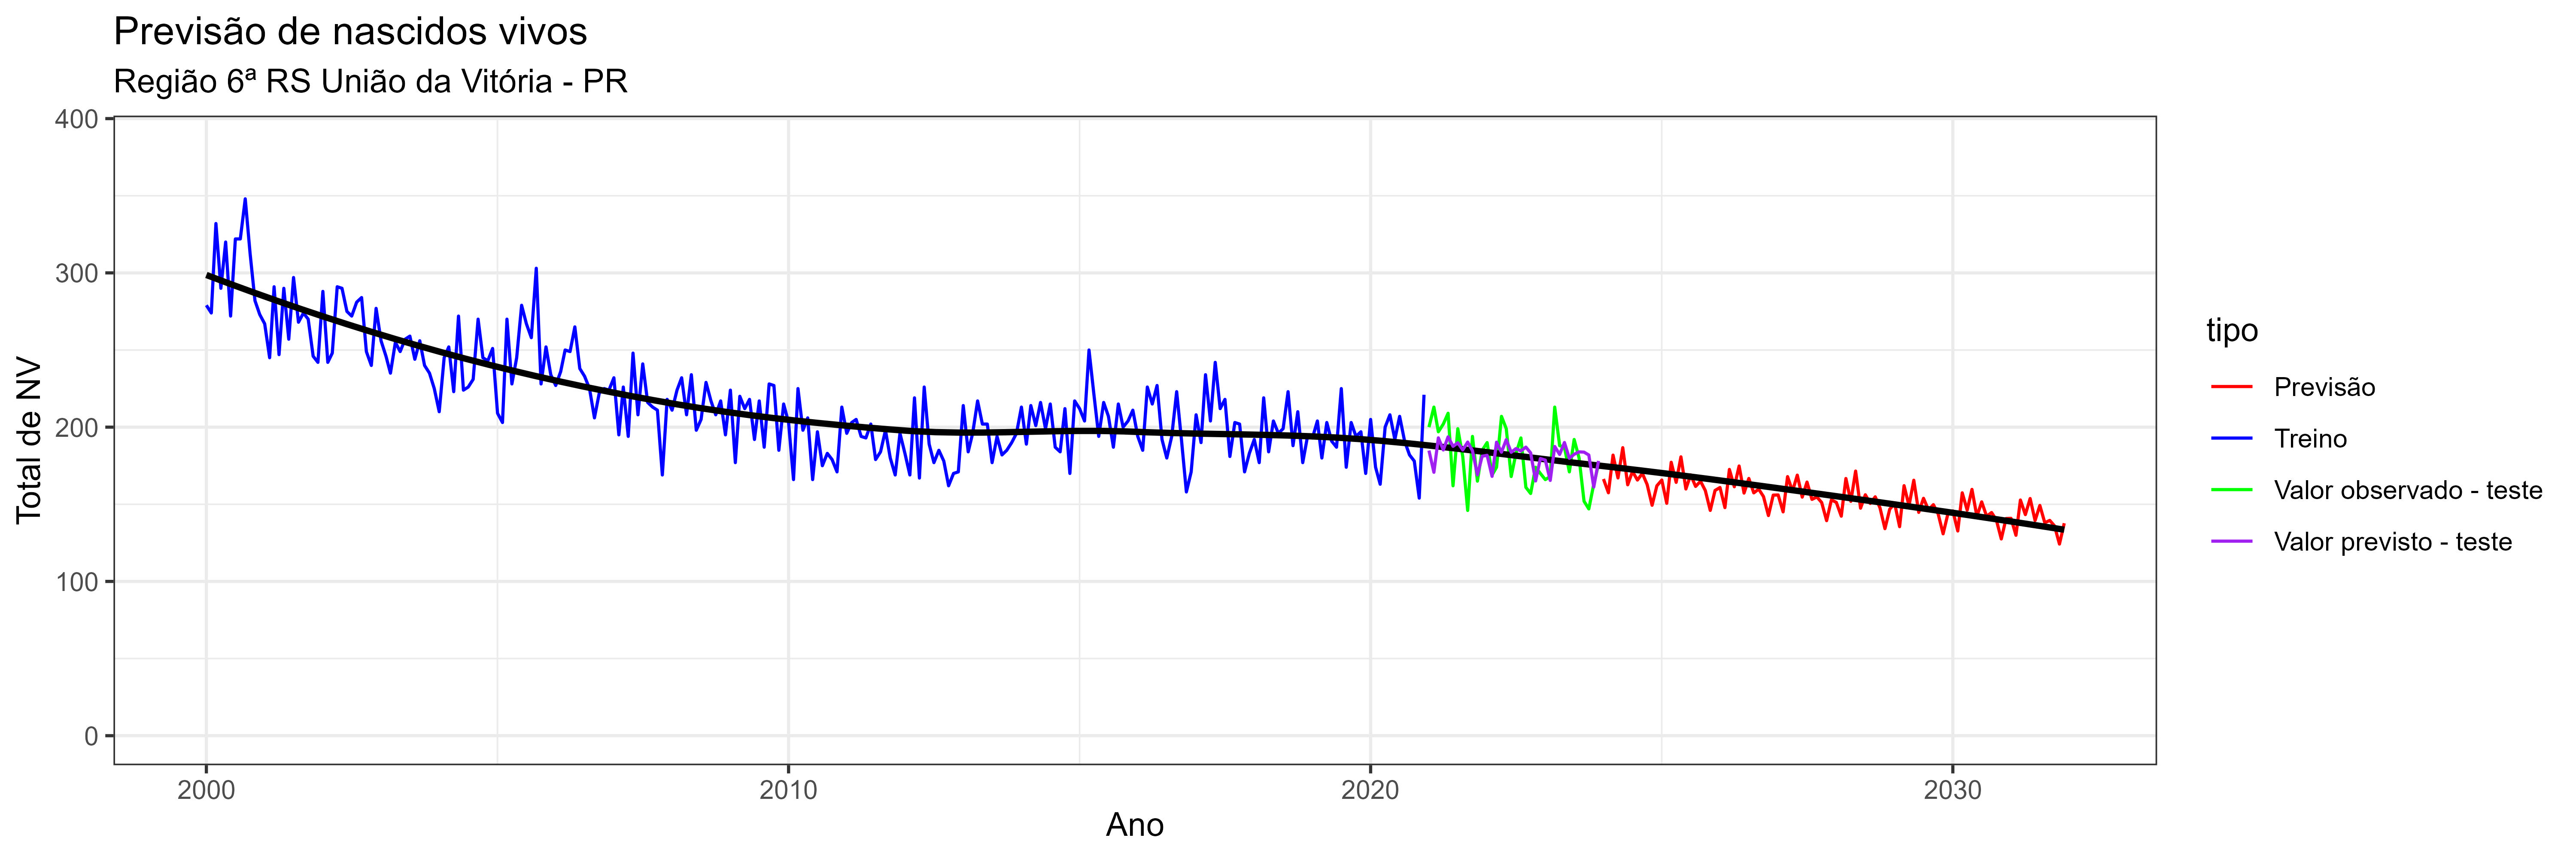 Previsão de nascidos vivos
Região 6ª RS União da Vitória - PR
400
300
200
100
0
Total de NV
2000
2010
2020
2030
Ano
tipo
Previsão
Treino
Valor observado - teste
Valor previsto - teste